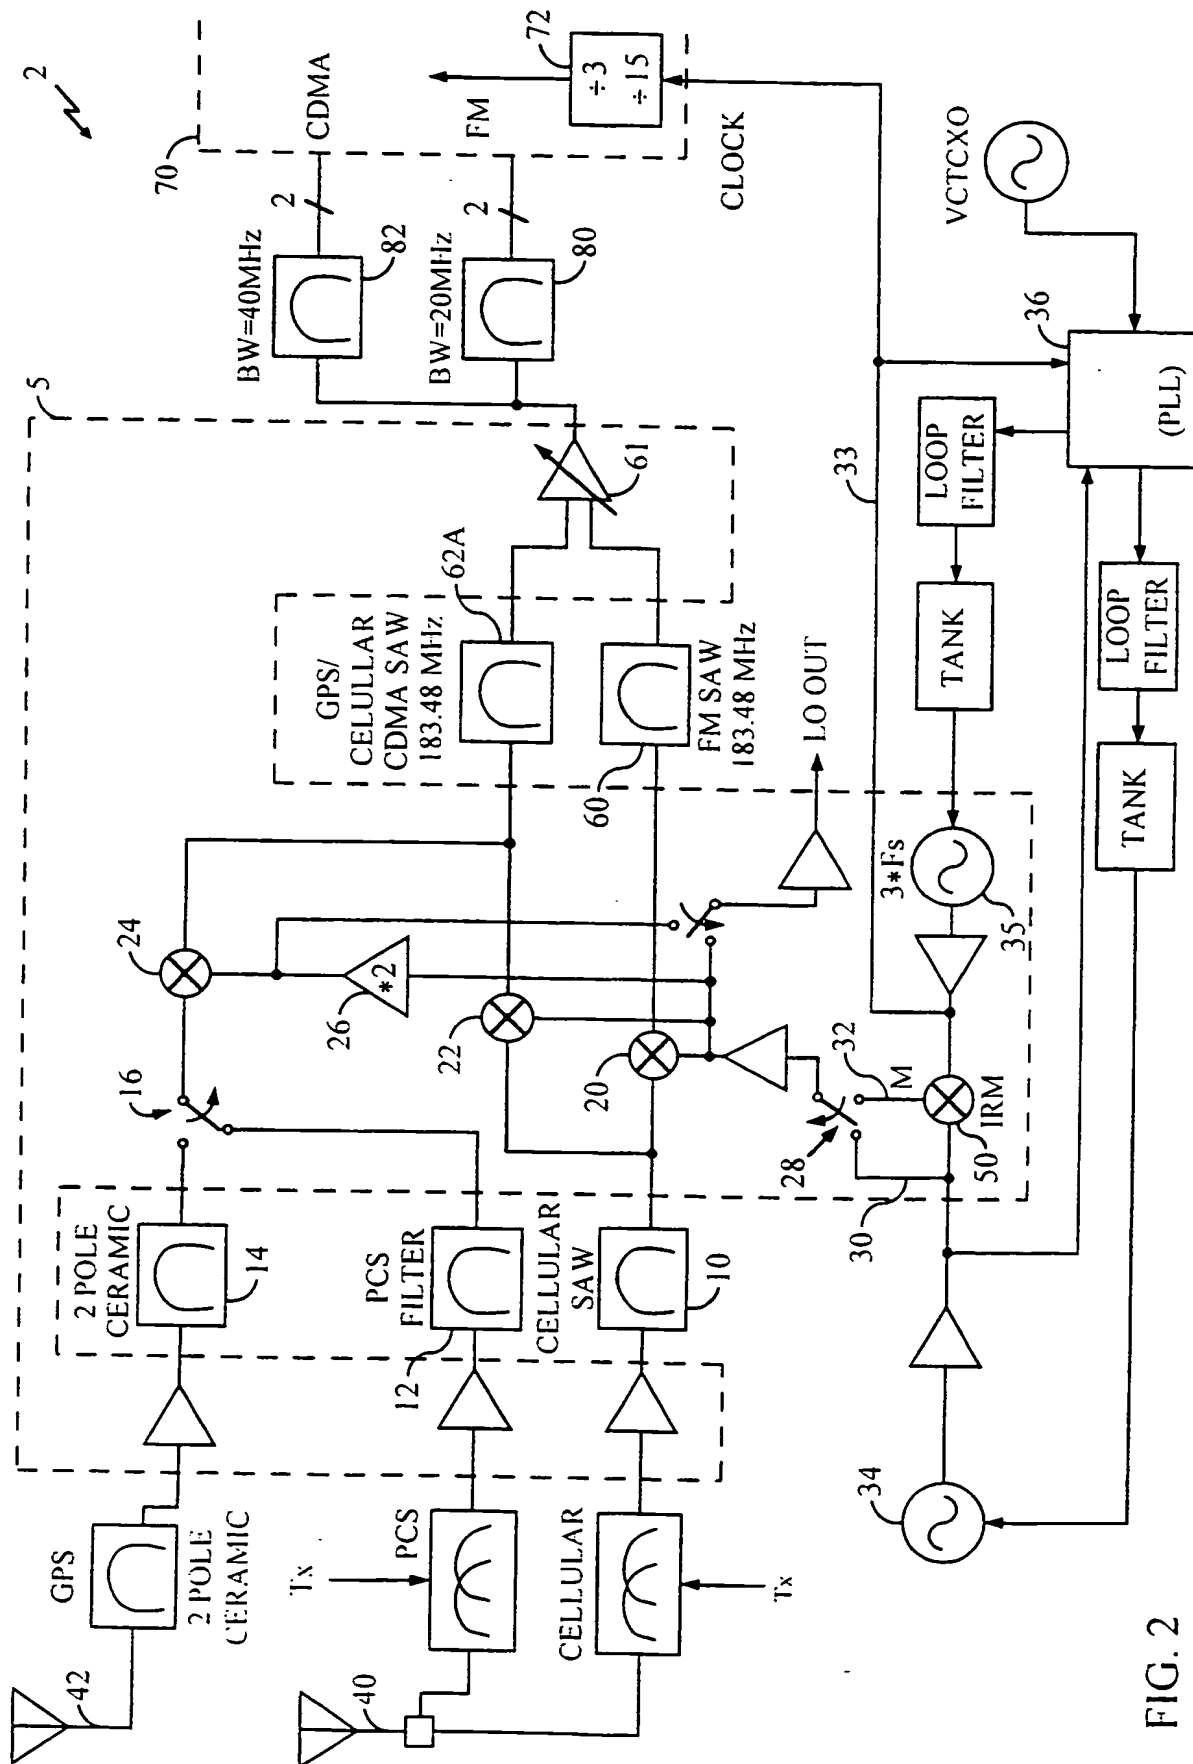 2
70
CDMA
FM
72
÷3
÷15
CLOCK
2
2
BW=40MHz
82
BW=20MHz
80
5
61
62A
GPS/
CELULLAR
CDMA SAW
183.48 MHz
60
FM SAW
183.48 MHz
LO OUT
33
VCTCXO
36
(PLL)
LOOP
FILTER
TANK
LOOP
FILTER
TANK
3*Fs
35
24
*2
26
22
20
16
28
32
M
IRM
50
30
2 POLE
CERAMIC
14
PCS
FILTER
12
CELLULAR
SAW
10
GPS
2 POLE
CERAMIC
42
Tx
PCS
CELLULAR
Tx
40
34
FIG. 2